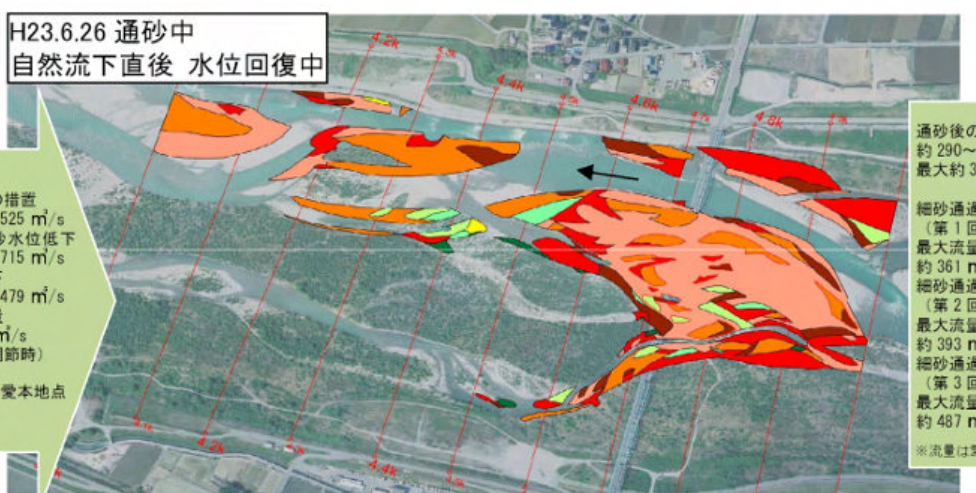 H23.6.26 通砂中
自然流下直後 水位回復中
4.2k
4.4k
4.6k
4.8k
の措置
525 ㎥/s
砂水位低下
715 ㎥/s
479 ㎥/s
㎥/s
愛本地点
4.2k
4.4k
通砂後の
約 290～
最大約 3
細砂通過
（第 1 回
最大流量
約 361 m
細砂通過
（第 2 回
最大流量
約 393 m
細砂通過
（第 3 回
最大流量
約 487 m
※流量は